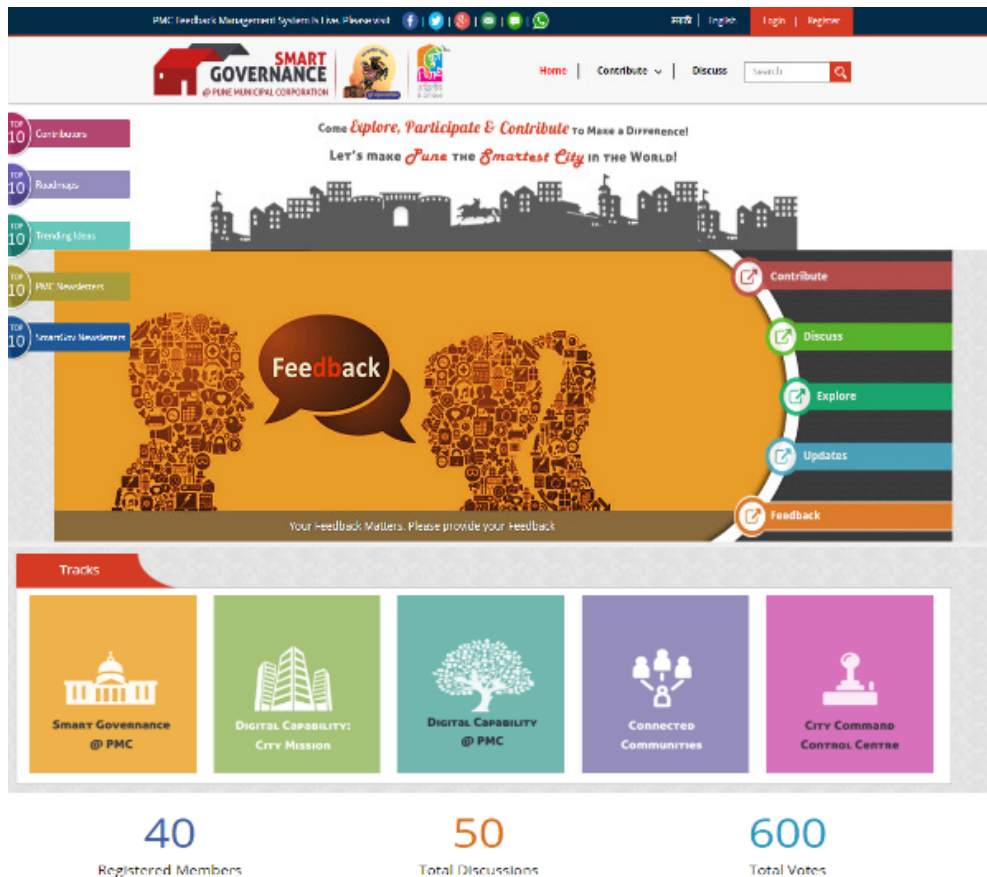 PMC Feedback Management System Is Live. Please visit
मराठी | English
Login | Register
SMART
GOVERNANCE
@ PUNE MUNICIPAL CORPORATION
Home | Contribute | Discuss
Search
Come Explore, Participate & Contribute to Make a Difference!
Let's make Pune the Smartest City in the World!
TOP 10 Contributors
TOP 10 Roadmaps
TOP 10 Trending Ideas
TOP 10 PMC Newsletters
TOP 10 SmartGov Newsletters
Feedback
Contribute
Discuss
Explore
Updates
Feedback
Your Feedback Matters. Please provide your Feedback
Tracks
Smart Governance
@ PMC
Digital Capability:
City Mission
Digital Capability
@ PMC
Connected
Communities
City Command
Control Centre
40
Registered Members
50
Total Discussions
600
Total Votes